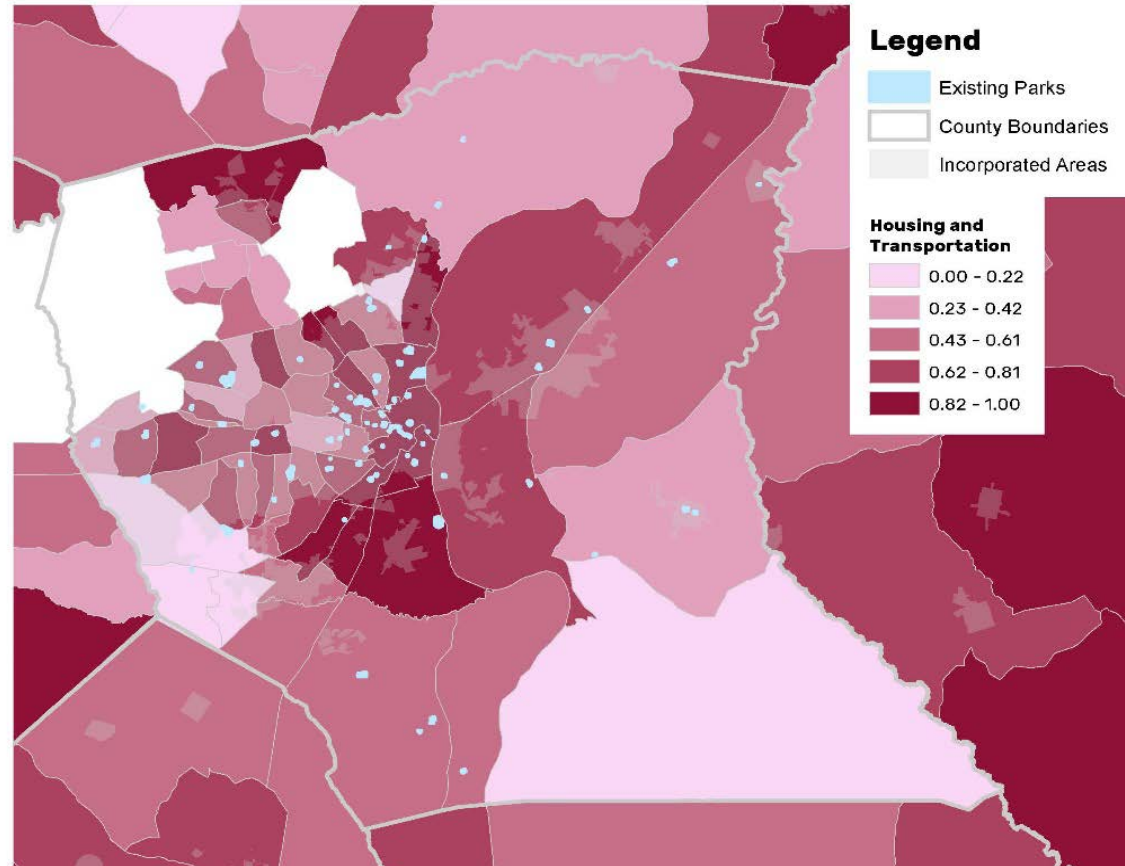 Legend
Existing Parks
County Boundaries
Incorporated Areas
Housing and
Transportation
0.00 - 0.22
0.23 - 0.42
0.43 - 0.61
0.62 - 0.81
0.82 - 1.00